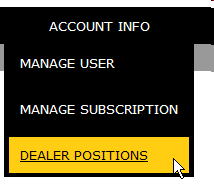 ACCOUNT INFO
MANAGE USER
MANAGE SUBSCRIPTION
DEALER POSITIONS